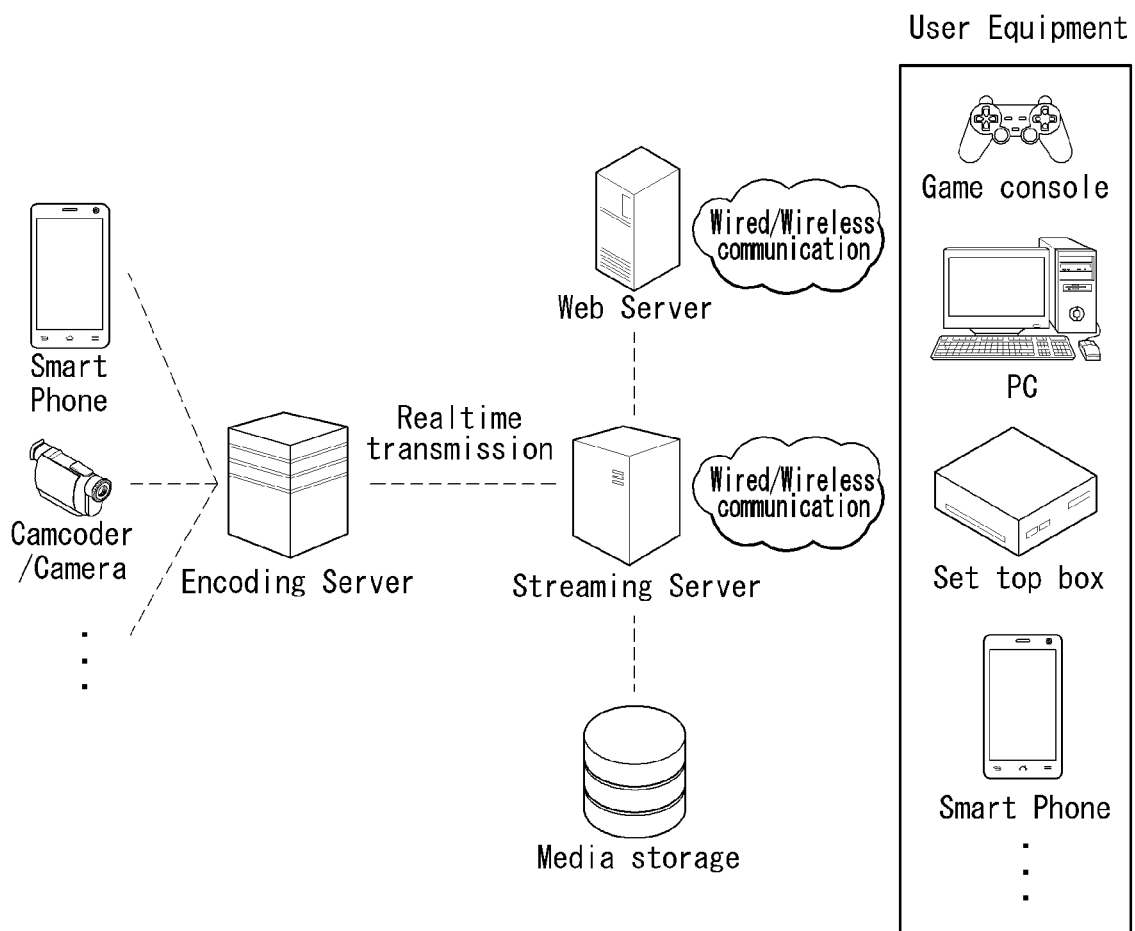 User Equipment
Game console
Wired/Wireless
communication
Web Server
PC
Smart
Phone
Realtime
transmission
Wired/Wireless
communication
Camcoder
/Camera
Encoding Server
Streaming Server
Set top box
Media storage
Smart Phone